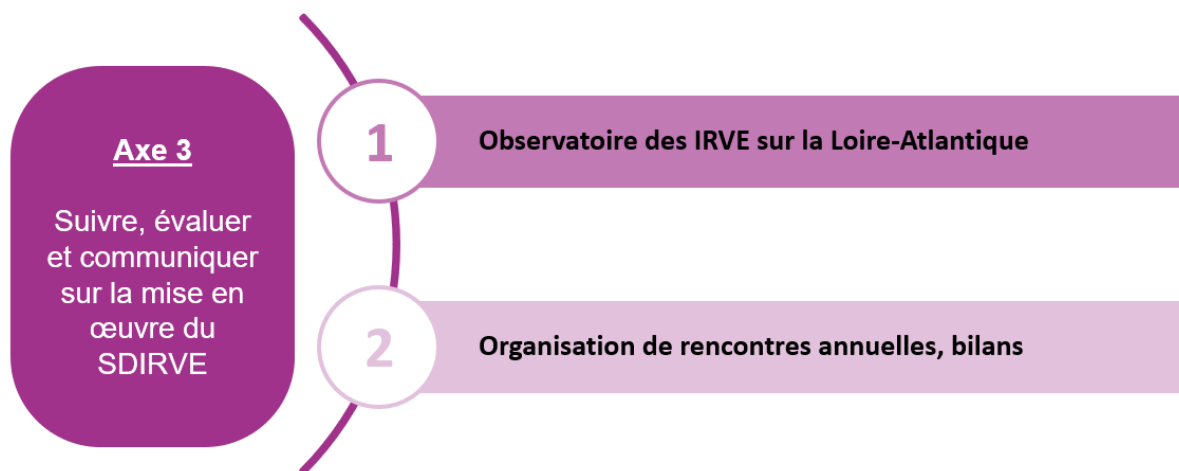 Axe 3
Suivre, évaluer
et communiquer
sur la mise en
œuvre du
SDIRVE
1
Observatoire des IRVE sur la Loire-Atlantique
2
Organisation de rencontres annuelles, bilans